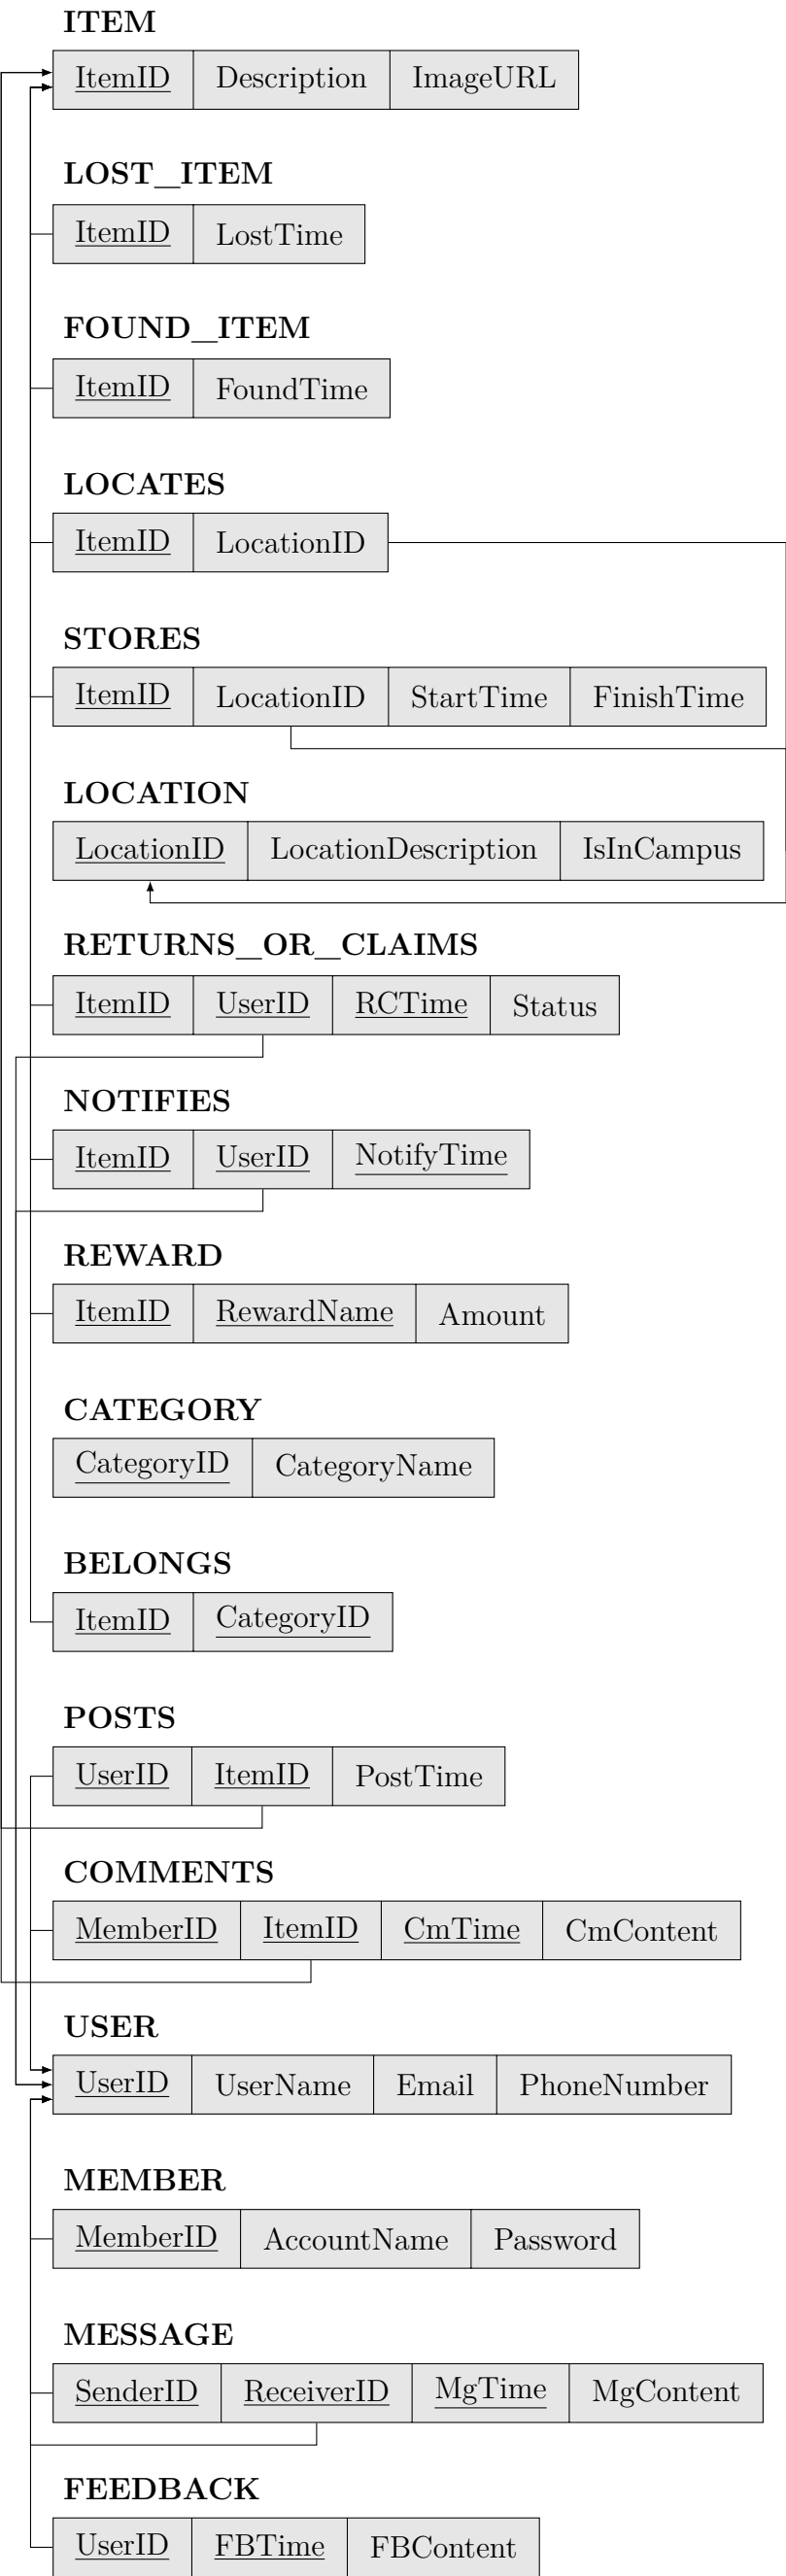 ITEM
ItemID Description ImageURL
LOST_ITEM
ItemID LostTime
FOUND_ITEM
ItemID FoundTime
LOCATES
ItemID LocationID
STORES
ItemID LocationID StartTime FinishTime
LOCATION
LocationID LocationDescription IsInCampus
RETURNS_OR_CLAIMS
ItemID UserID RCTime Status
NOTIFIES
ItemID UserID NotifyTime
REWARD
ItemID RewardName Amount
CATEGORY
CategoryID CategoryName
BELONGS
ItemID CategoryID
POSTS
UserID ItemID PostTime
COMMENTS
MemberID ItemID CmTime CmContent
USER
UserID UserName Email PhoneNumber
MEMBER
MemberID AccountName Password
MESSAGE
SenderID ReceiverID MgTime MgContent
FEEDBACK
UserID FBTime FBContent